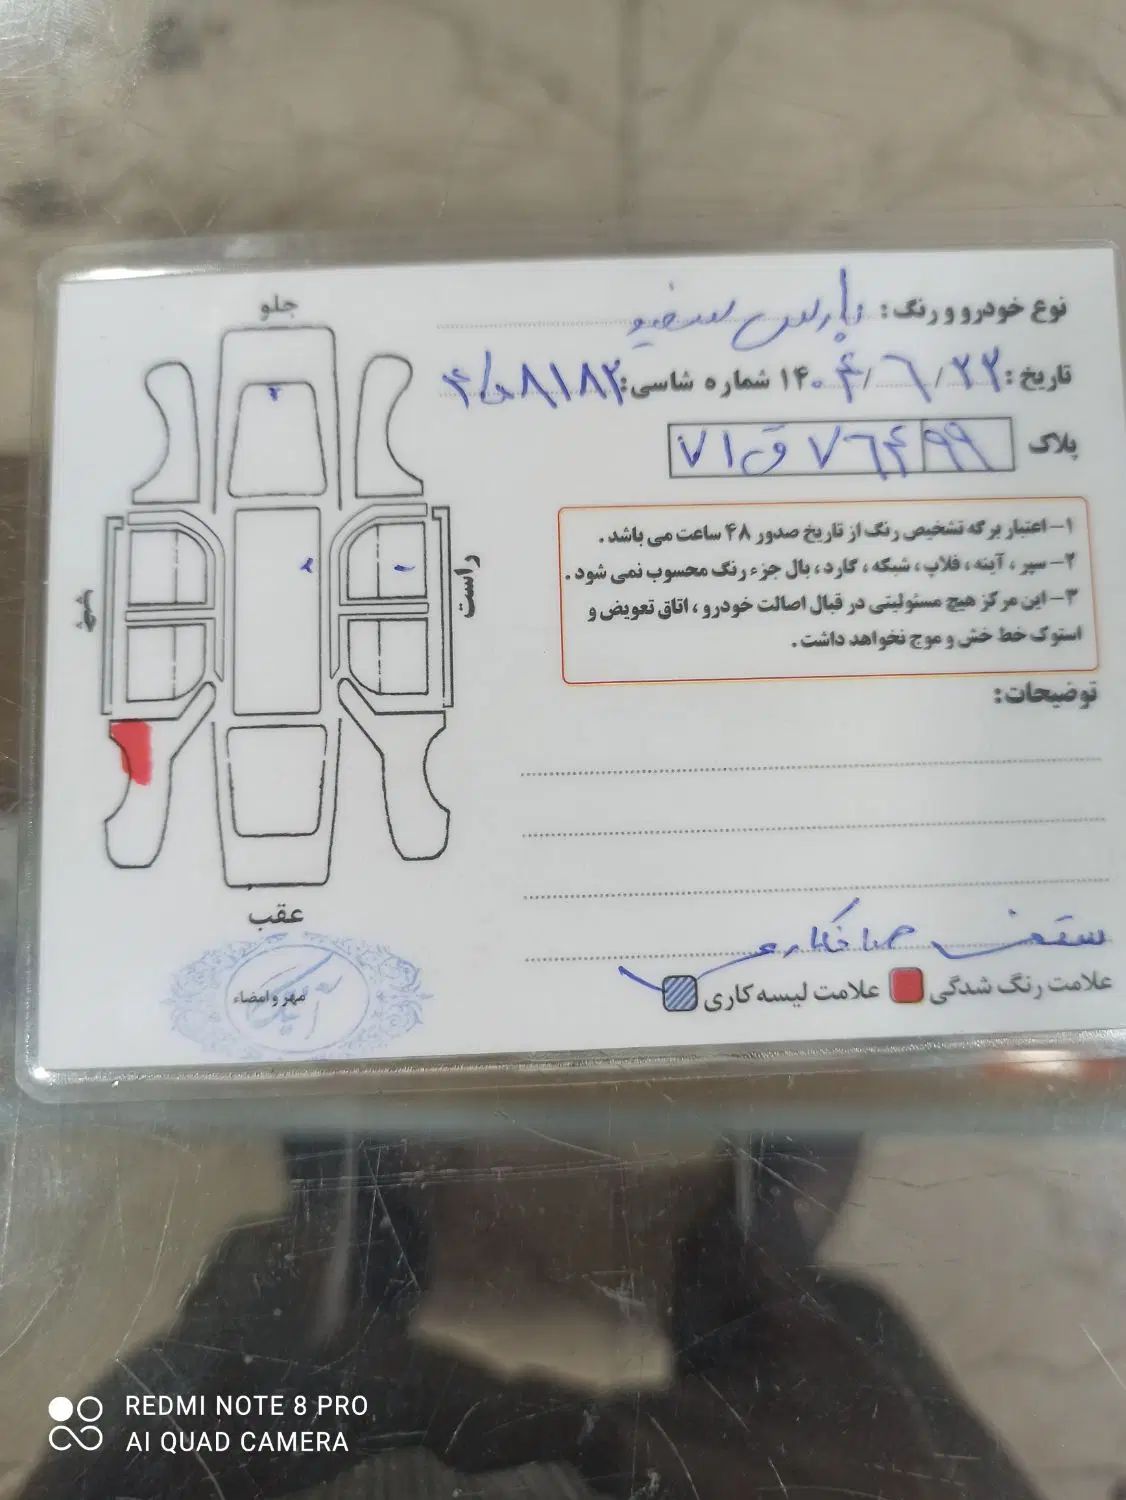 نوع خودرو و رنگ: پارس سفید
تاریخ: ۱۴۰۴/۶/۲۳ شماره شاسی:
پلاک ۷۱ ق ۷۶۴ ۹۹
۱- اعتبار برگه تشخیص رنگ از تاریخ صدور ۴۸ ساعت می باشد.
۲- سپر، آینه، فلاپ، شبکه، گارد، بال جزء رنگ محسوب نمی شود.
۳- این مرکز هیچ مسئولیتی در قبال اصالت خودرو، اتاق تعویض و
استوک خط خش و موج نخواهد داشت.
توضیحات:
سقف صافکاری
علامت رنگ شدگی علامت لیسه کاری
جلو
راست
چپ
عقب
مهر و امضاء
REDMI NOTE 8 PRO
AI QUAD CAMERA